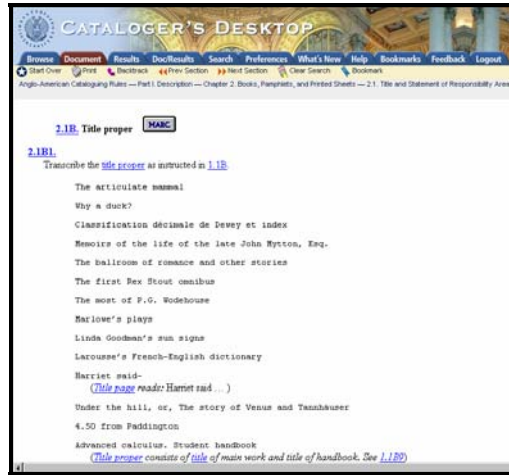 CATALOGER'S DESKTOP
Browse Document Results Doc/Results Search Preferences What's New Help Bookmarks Feedback Logout
Start Over Print Backtrack Prev Section Next Section Clear Search Bookmark
Anglo-American Cataloguing Rules — Part I. Description — Chapter 2. Books, Pamphlets, and Printed Sheets — 2.1. Title and Statement of Responsibility Area
2.1B. Title proper MARC
2.1B1.
Transcribe the title proper as instructed in 1.1B.
The articulate mammal
Why a duck?
Classification décimale de Dewey et index
Memoirs of the life of the late John Mytton, Esq.
The ballroom of romance and other stories
The first Rex Stout omnibus
The most of P.G. Wodehouse
Marlowe's plays
Linda Goodman's sun signs
Larousse's French-English dictionary
Harriet said—
(Title page reads: Harriet said ... )
Under the hill, or, The story of Venus and Tannhäuser
4.50 from Paddington
Advanced calculus. Student handbook
(Title proper consists of title of main work and title of handbook. See 1.1B9)